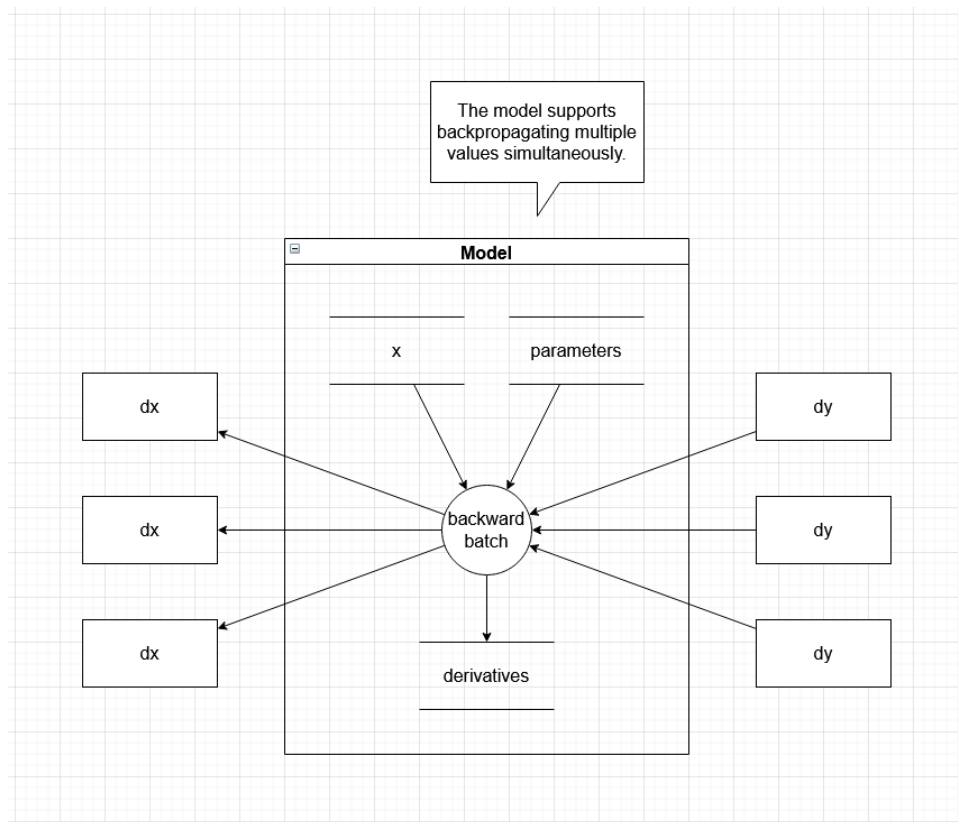 The model supports
backpropagating multiple
values simultaneously.
Model
x
parameters
dx
dy
backward
batch
dx
dy
dx
dy
derivatives